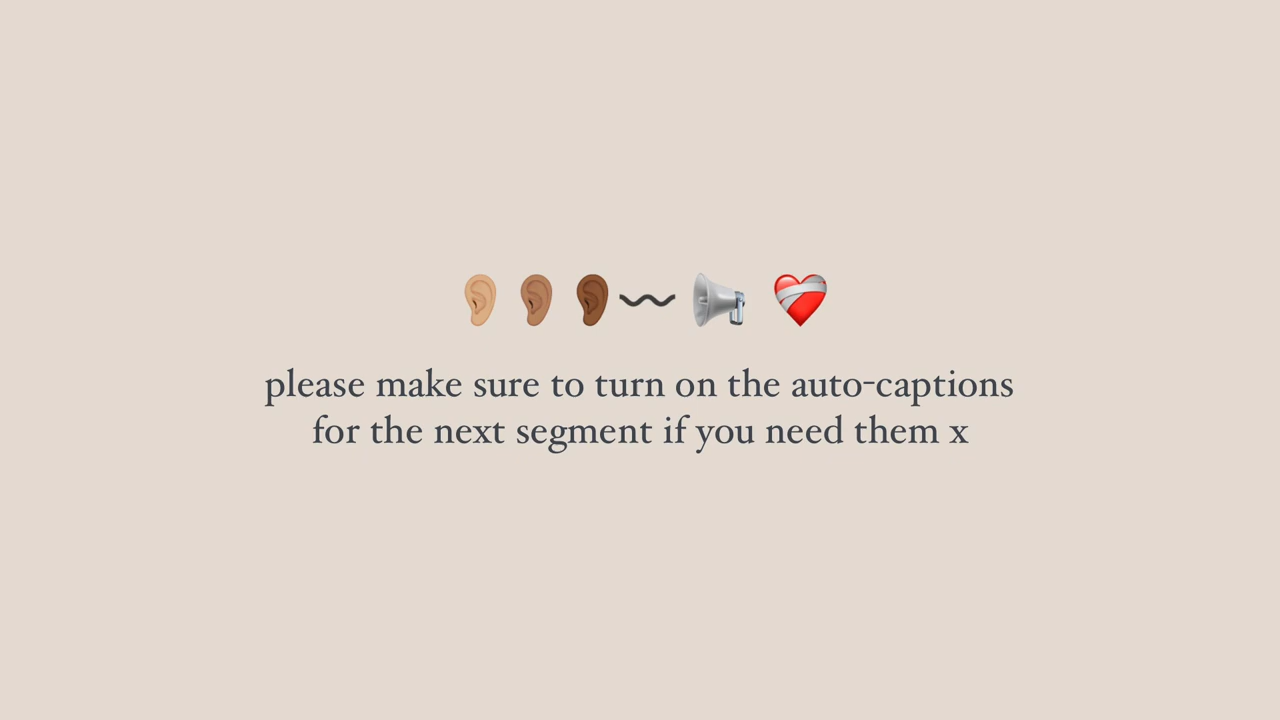 please make sure to turn on the auto-captions
for the next segment if you need them x